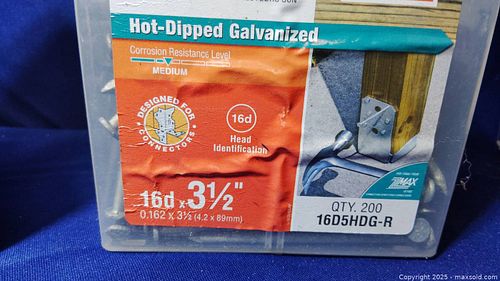 Hot-Dipped Galvanized
Corrosion Resistance Level
MEDIUM
DESIGNED FOR
CONNECTORS
16d
Head
Identification
16d x 3½"
0.162 x 3½ (4.2 x 89mm)
ZMAX
QTY. 200
16D5HDG-R
Copyright 2025 - maxsold.com